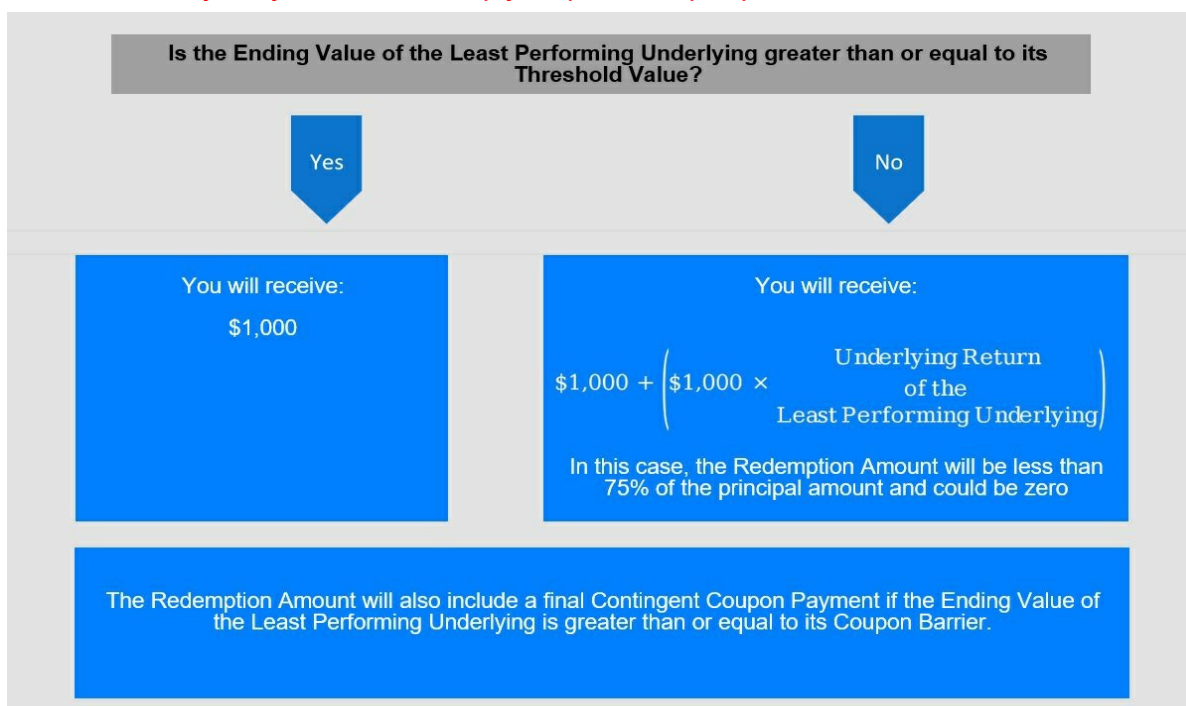 Is the Ending Value of the Least Performing Underlying greater than or equal to its
Threshold Value?
Yes
No
You will receive:
$1,000
You will receive:
$1,000 + ($1,000 × Underlying Return
of the
Least Performing Underlying)
In this case, the Redemption Amount will be less than
75% of the principal amount and could be zero
The Redemption Amount will also include a final Contingent Coupon Payment if the Ending Value of
the Least Performing Underlying is greater than or equal to its Coupon Barrier.